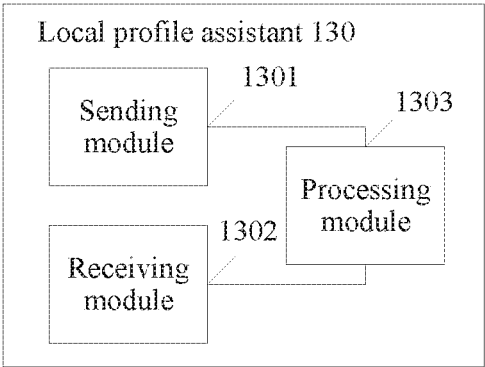 Local profile assistant 130
1301
Sending
module
1303
Processing
module
1302
Receiving
module